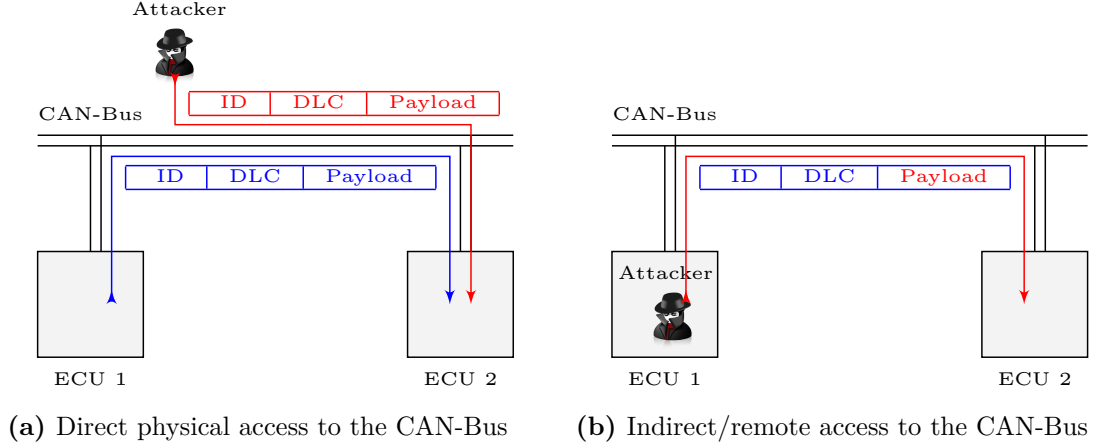 Attacker
ID DLC Payload
CAN-Bus
ID DLC Payload
ECU 1
ECU 2
(a) Direct physical access to the CAN-Bus
CAN-Bus
ID DLC Payload
Attacker
ECU 1
ECU 2
(b) Indirect/remote access to the CAN-Bus